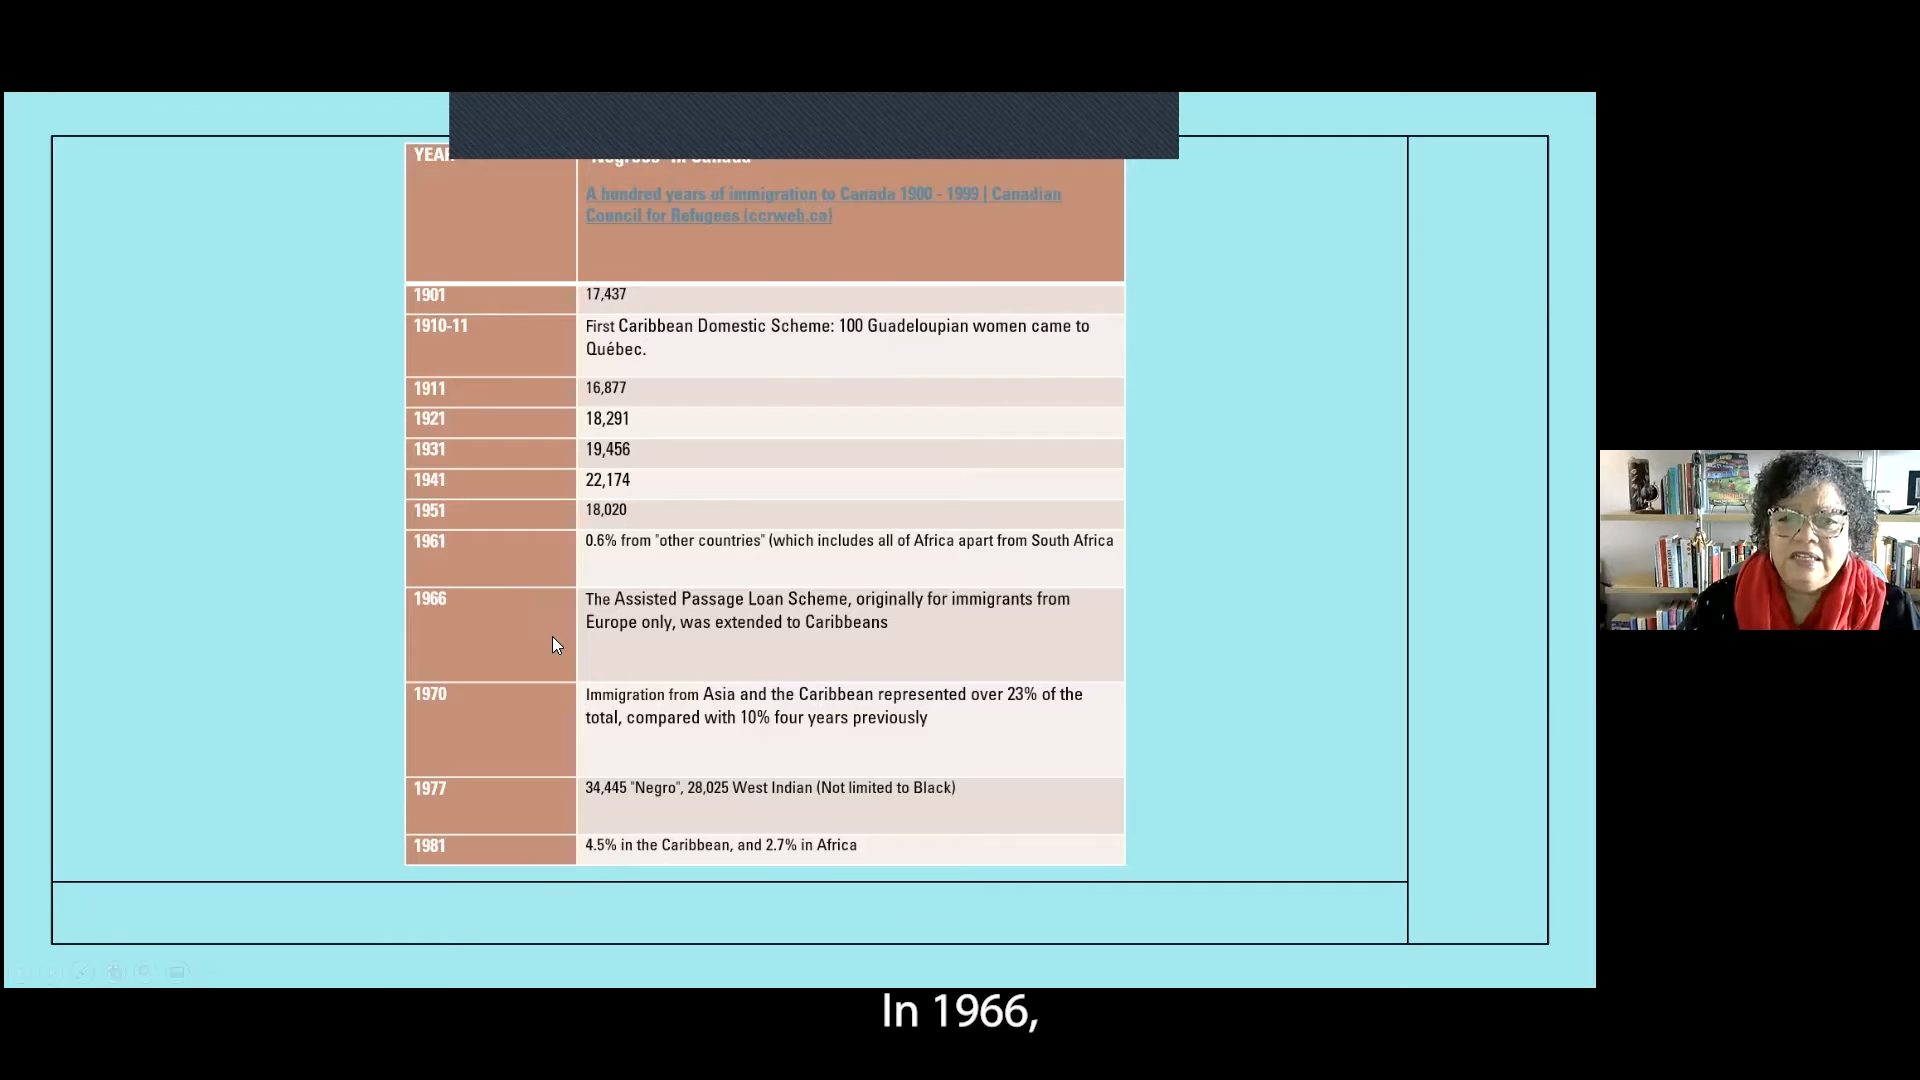 YEAR
"Negroes" in Canada
A hundred years of immigration to Canada 1900 - 1999 | Canadian
Council for Refugees (ccrweb.ca)
1901
17,437
1910-11
First Caribbean Domestic Scheme: 100 Guadeloupian women came to
Québec.
1911
16,877
1921
18,291
1931
19,456
1941
22,174
1951
18,020
1961
0.6% from "other countries" (which includes all of Africa apart from South Africa
1966
The Assisted Passage Loan Scheme, originally for immigrants from
Europe only, was extended to Caribbeans
1970
Immigration from Asia and the Caribbean represented over 23% of the
total, compared with 10% four years previously
1977
34,445 "Negro", 28,025 West Indian (Not limited to Black)
1981
4.5% in the Caribbean, and 2.7% in Africa
In 1966,